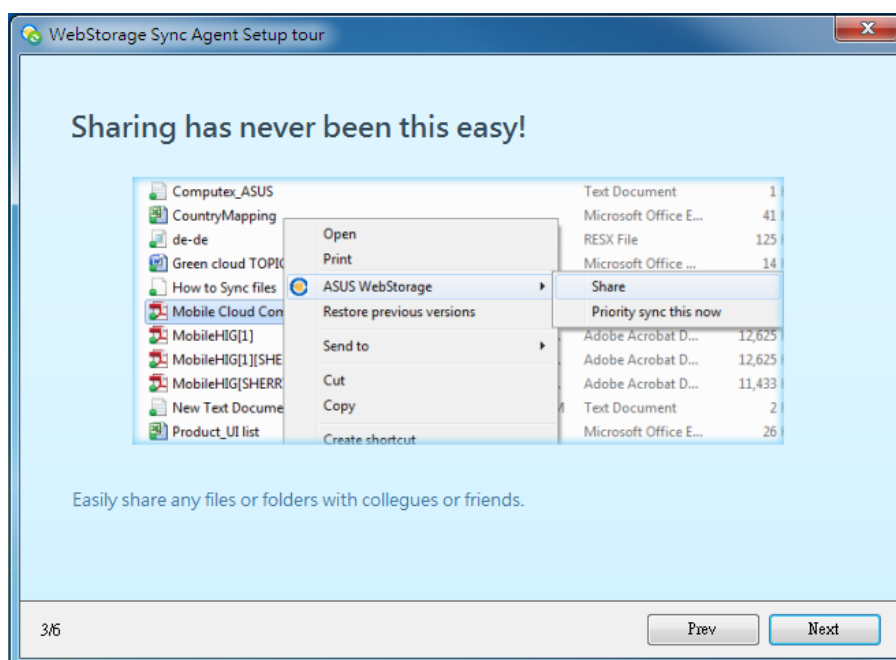 WebStorage Sync Agent Setup tour
Sharing has never been this easy!
Computex_ASUS Text Document 1
CountryMapping Microsoft Office E... 41
de-de Open RESX File 125
Green cloud TOPIC Print Microsoft Office ... 14
How to Sync files ASUS WebStorage Share
Mobile Cloud Com Restore previous versions Priority sync this now
MobileHIG[1] Adobe Acrobat D... 12,625
MobileHIG[1][SHE Send to Adobe Acrobat D... 12,625
MobileHIG[SHERR Cut Adobe Acrobat D... 11,433
New Text Docume Copy M Text Document 2
Product_UI list Create shortcut Microsoft Office E... 26
Easily share any files or folders with collegues or friends.
3/6 Prev Next